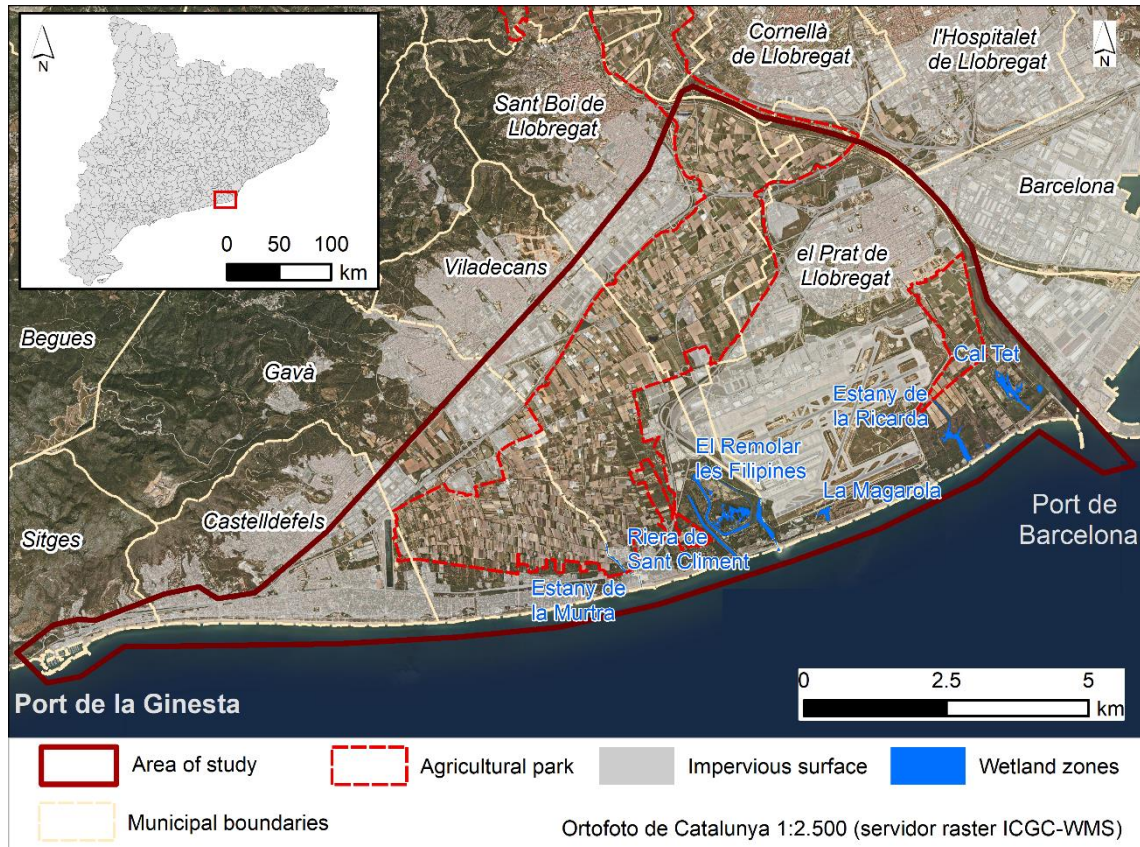 N
0 50 100
km
Cornellà
de Llobregat
l'Hospitalet
de Llobregat
N
Sant Boi de
Llobregat
Barcelona
Viladecans
el Prat de
Llobregat
Begues
Gavà
Cal Tet
Estany de
la Ricarda
El Remolar
les Filipines
La Magarola
Castelldefels
Sitges
Riera de
Sant Climent
Estany de
la Murtra
Port de
Barcelona
Port de la Ginesta
0 2.5 5
km
Area of study
Agricultural park
Impervious surface
Wetland zones
Municipal boundaries
Ortofoto de Catalunya 1:2.500 (servidor raster ICGC-WMS)